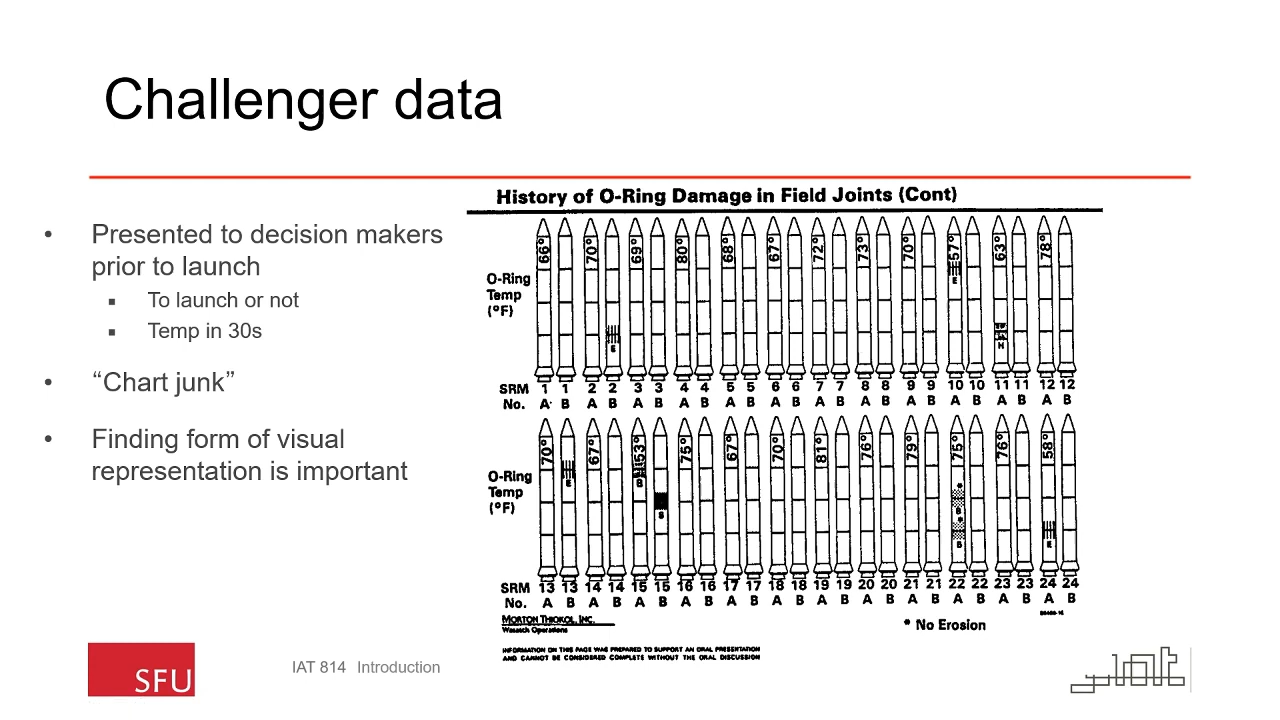 Challenger data
• Presented to decision makers
prior to launch
▪ To launch or not
▪ Temp in 30s
• “Chart junk”
• Finding form of visual
representation is important
History of O-Ring Damage in Field Joints (Cont)
66° 70° 69° 80° 68° 67° 72° 73° 70° 57° 63° 78°
O-Ring
Temp
(°F)
E
E
H
SRM 1 1 2 2 3 3 4 4 5 5 6 6 7 7 8 8 9 9 10 10 11 11 12 12
No. A B A B A B A B A B A B A B A B A B A B A B A B
70° 67° 53° 75° 67° 70° 81° 76° 79° 75° 76° 58°
O-Ring
Temp
(°F)
E
B
S
*
B
*
E
SRM 13 13 14 14 15 15 16 16 17 17 18 18 19 19 20 20 21 21 22 22 23 23 24 24
No. A B A B A B A B A B A B A B A B A B A B A B A B
MORTON THIOKOL, INC.
Wasatch Operations
* No Erosion
INFORMATION ON THIS PAGE WAS PREPARED TO SUPPORT AN ORAL PRESENTATION
AND CANNOT BE CONSIDERED COMPLETE WITHOUT THE ORAL DISCUSSION
SFU
IAT 814 Introduction